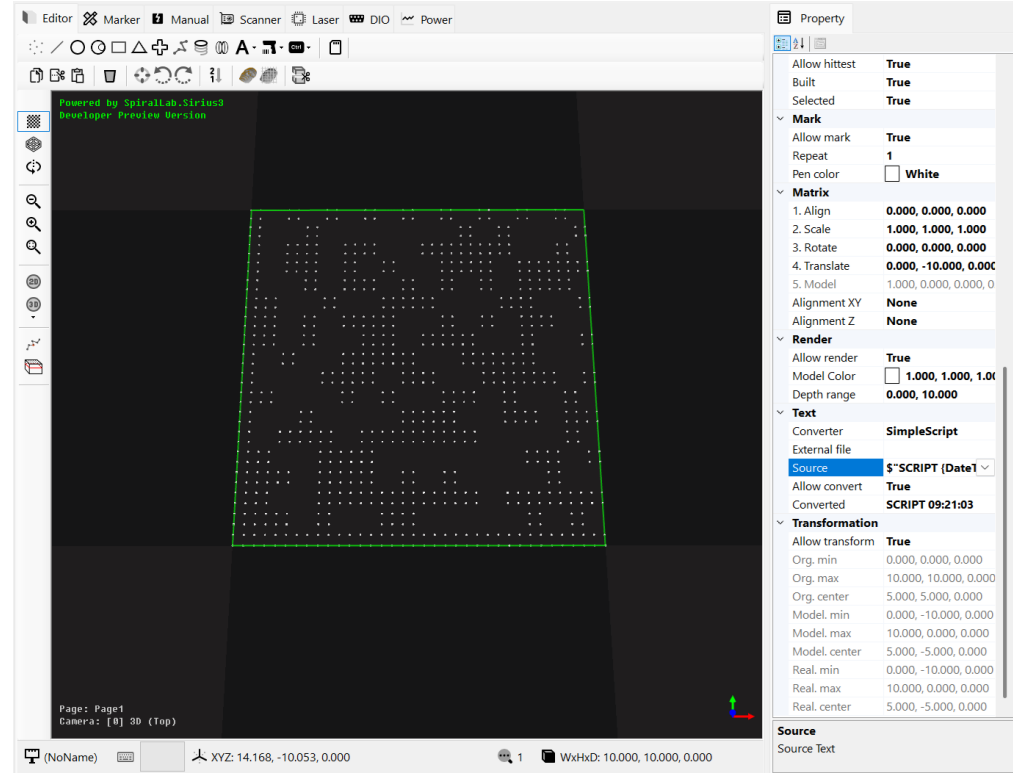 Editor Marker Manual Scanner Laser DIO Power
A Ctrl
2
1
Powered by SpiralLab.Sirius3
Developer Preview Version
2D
3D
Page: Page1
Camera: [0] 3D (Top)
(NoName) XYZ: 14.168, -10.053, 0.000 1 WxHxD: 10.000, 10.000, 0.000
Property
Allow hittest True
Built True
Selected True
Mark
Allow mark True
Repeat 1
Pen color White
Matrix
1. Align 0.000, 0.000, 0.000
2. Scale 1.000, 1.000, 1.000
3. Rotate 0.000, 0.000, 0.000
4. Translate 0.000, -10.000, 0.000
5. Model 1.000, 0.000, 0.000, 0
Alignment XY None
Alignment Z None
Render
Allow render True
Model Color 1.000, 1.000, 1.00
Depth range 0.000, 10.000
Text
Converter SimpleScript
External file
Source $"SCRIPT {DateT
Allow convert True
Converted SCRIPT 09:21:03
Transformation
Allow transform True
Org. min 0.000, 0.000, 0.000
Org. max 10.000, 10.000, 0.000
Org. center 5.000, 5.000, 0.000
Model. min 0.000, -10.000, 0.000
Model. max 10.000, 0.000, 0.000
Model. center 5.000, -5.000, 0.000
Real. min 0.000, -10.000, 0.000
Real. max 10.000, 0.000, 0.000
Real. center 5.000, -5.000, 0.000
Source
Source Text